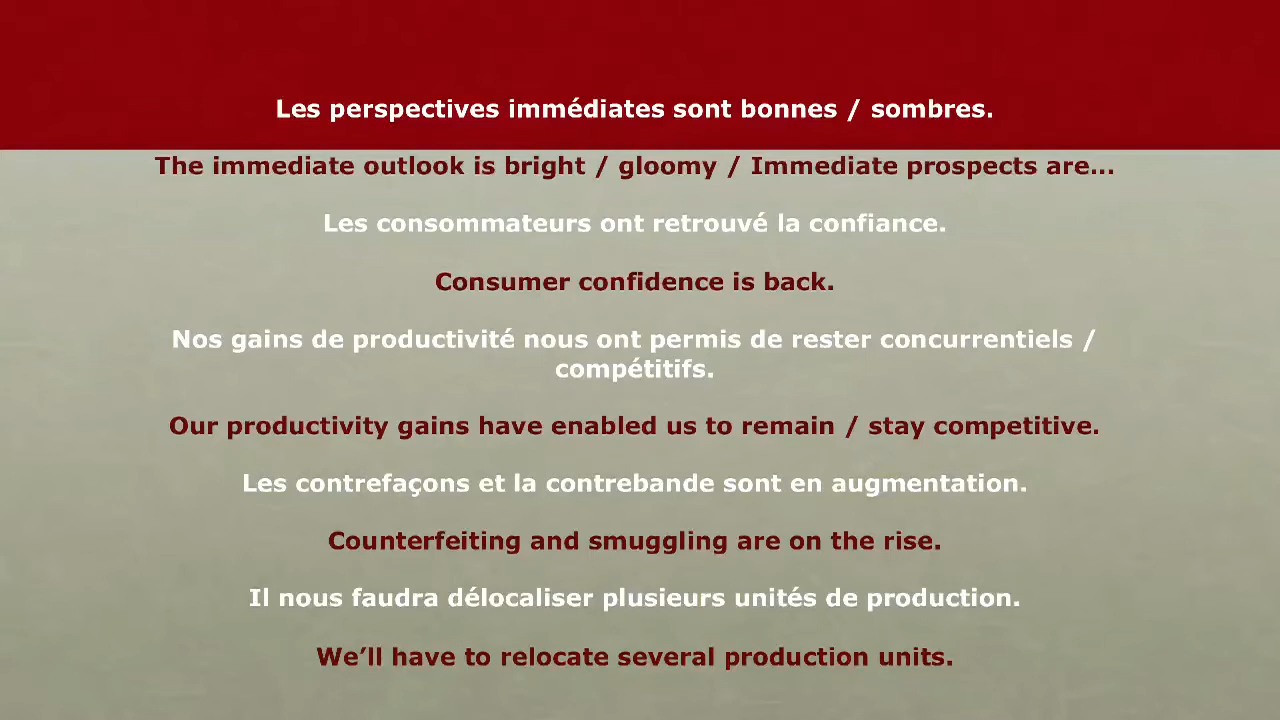 Les perspectives immédiates sont bonnes / sombres.
The immediate outlook is bright / gloomy / Immediate prospects are...
Les consommateurs ont retrouvé la confiance.
Consumer confidence is back.
Nos gains de productivité nous ont permis de rester concurrentiels /
compétitifs.
Our productivity gains have enabled us to remain / stay competitive.
Les contrefaçons et la contrebande sont en augmentation.
Counterfeiting and smuggling are on the rise.
Il nous faudra délocaliser plusieurs unités de production.
We’ll have to relocate several production units.